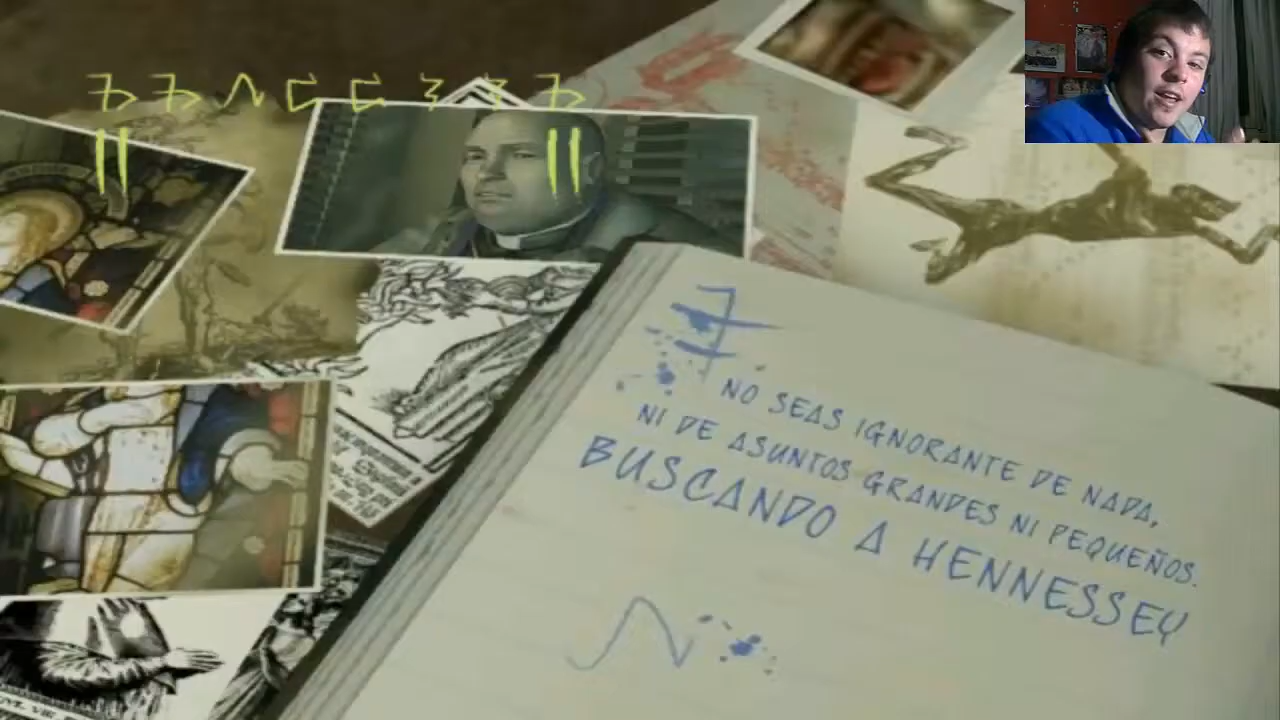 NO SEAS IGNORANTE DE NADA,
NI DE ASUNTOS GRANDES NI PEQUEÑOS.
BUSCANDO A HENNESSEY